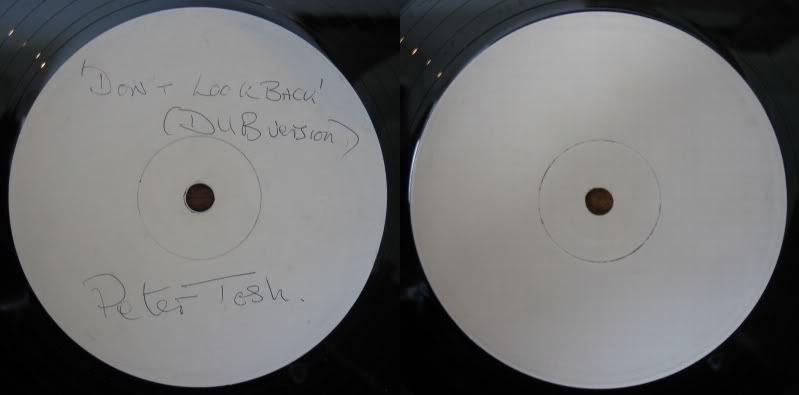 'DON'T LOOK BACK'
(DUB version)
Peter Tosh.